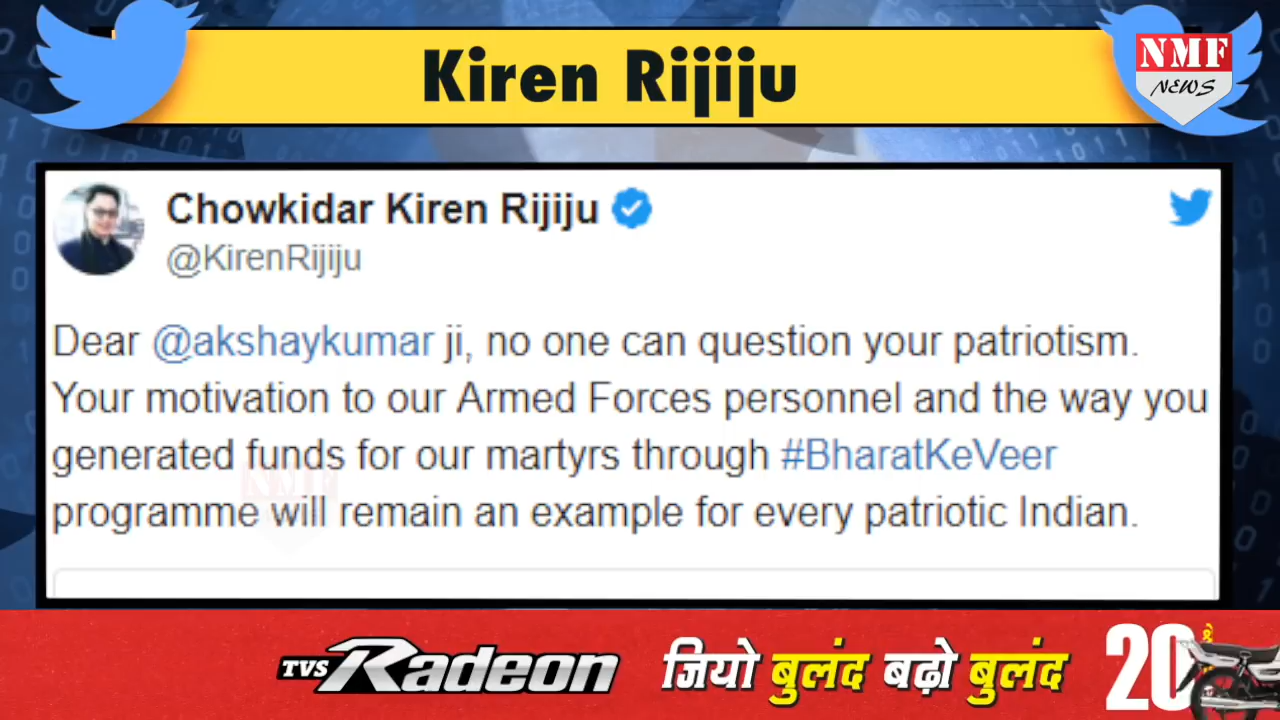 Kiren Rijiju
NMF
NEWS
Chowkidar Kiren Rijiju
@KirenRijiju
Dear @akshaykumar ji, no one can question your patriotism.
Your motivation to our Armed Forces personnel and the way you
generated funds for our martyrs through #BharatKeVeer
programme will remain an example for every patriotic Indian.
NMF
TVS Radeon जियो बुलंद बढ़ो बुलंद 20